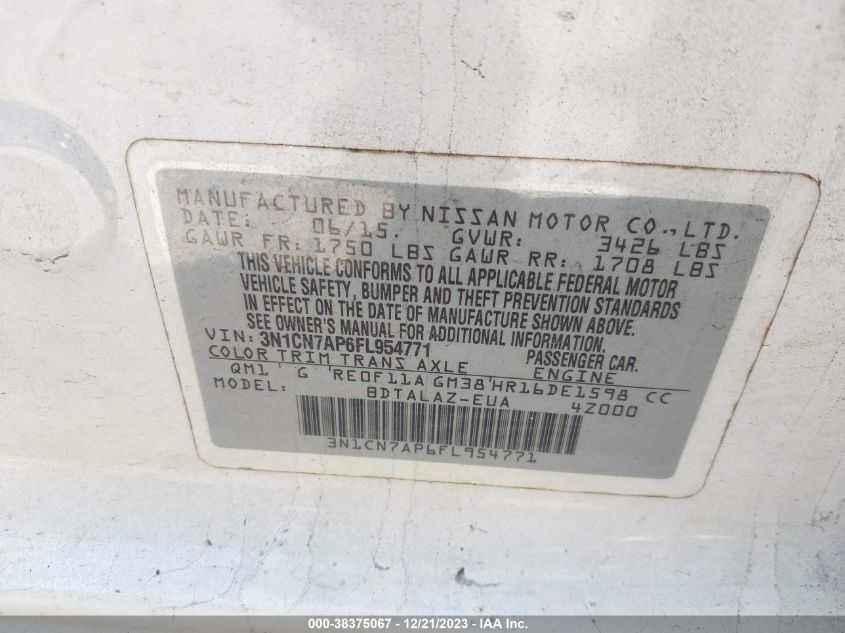 MANUFACTURED BY NISSAN MOTOR CO.,LTD.
DATE: 06/15. GVWR: 3426 LBS
GAWR FR: 1750 LBS GAWR RR: 1708 LBS
THIS VEHICLE CONFORMS TO ALL APPLICABLE FEDERAL MOTOR
VEHICLE SAFETY, BUMPER AND THEFT PREVENTION STANDARDS
IN EFFECT ON THE DATE OF MANUFACTURE SHOWN ABOVE.
SEE OWNER'S MANUAL FOR ADDITIONAL INFORMATION.
VIN: 3N1CN7AP6FL954771 PASSENGER CAR.
COLOR TRIM TRANS AXLE ENGINE
QM1 G RE0F11A GM38 HR16DE1598 CC
MODEL: BDTALAZ-EUA 4Z000
3N1CN7AP6FL954771
000-38375067 - 12/21/2023 - IAA Inc.